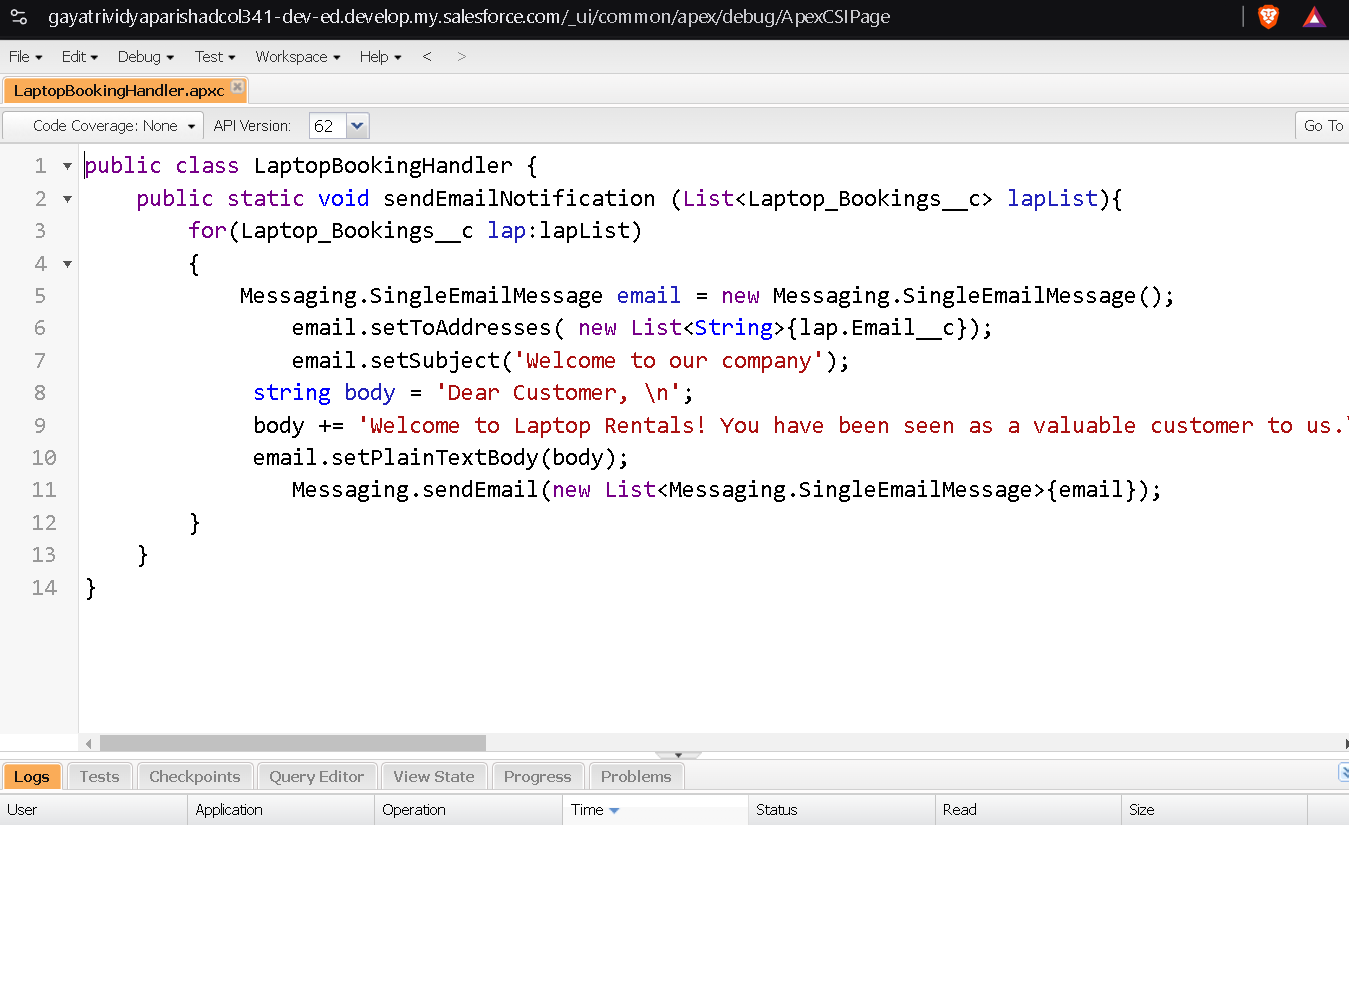 gayatrividyaparishadcol341-dev-ed.develop.my.salesforce.com/_ui/common/apex/debug/ApexCSIPage
File Edit Debug Test Workspace Help < >
LaptopBookingHandler.apxc
Code Coverage: None API Version: 62 Go To
1 public class LaptopBookingHandler {
2 public static void sendEmailNotification (List<Laptop_Bookings__c> lapList){
3 for(Laptop_Bookings__c lap:lapList)
4 {
5 Messaging.SingleEmailMessage email = new Messaging.SingleEmailMessage();
6 email.setToAddresses( new List<String>{lap.Email__c});
7 email.setSubject('Welcome to our company');
8 string body = 'Dear Customer, \n';
9 body += 'Welcome to Laptop Rentals! You have been seen as a valuable customer to us.\
10 email.setPlainTextBody(body);
11 Messaging.sendEmail(new List<Messaging.SingleEmailMessage>{email});
12 }
13 }
14 }
Logs Tests Checkpoints Query Editor View State Progress Problems
User Application Operation Time Status Read Size